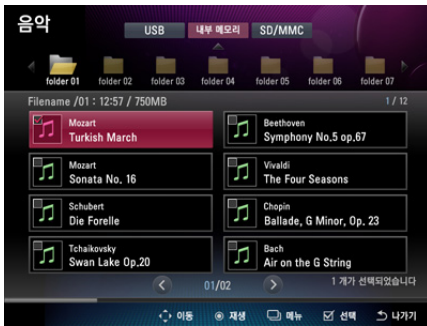 음악
USB 내부 메모리 SD/MMC
folder 01 folder 02 folder 03 folder 04 folder 05 folder 06 folder 07
Filename /01 : 12:57 / 750MB 1 / 12
Mozart
Turkish March
Beethoven
Symphony No.5 op.67
Mozart
Sonata No. 16
Vivaldi
The Four Seasons
Schubert
Die Forelle
Chopin
Ballade, G Minor, Op. 23
Tchaikovsky
Swan Lake Op.20
Bach
Air on the G String
01/02
1 개가 선택되었습니다
이동 재생 메뉴 선택 나가기